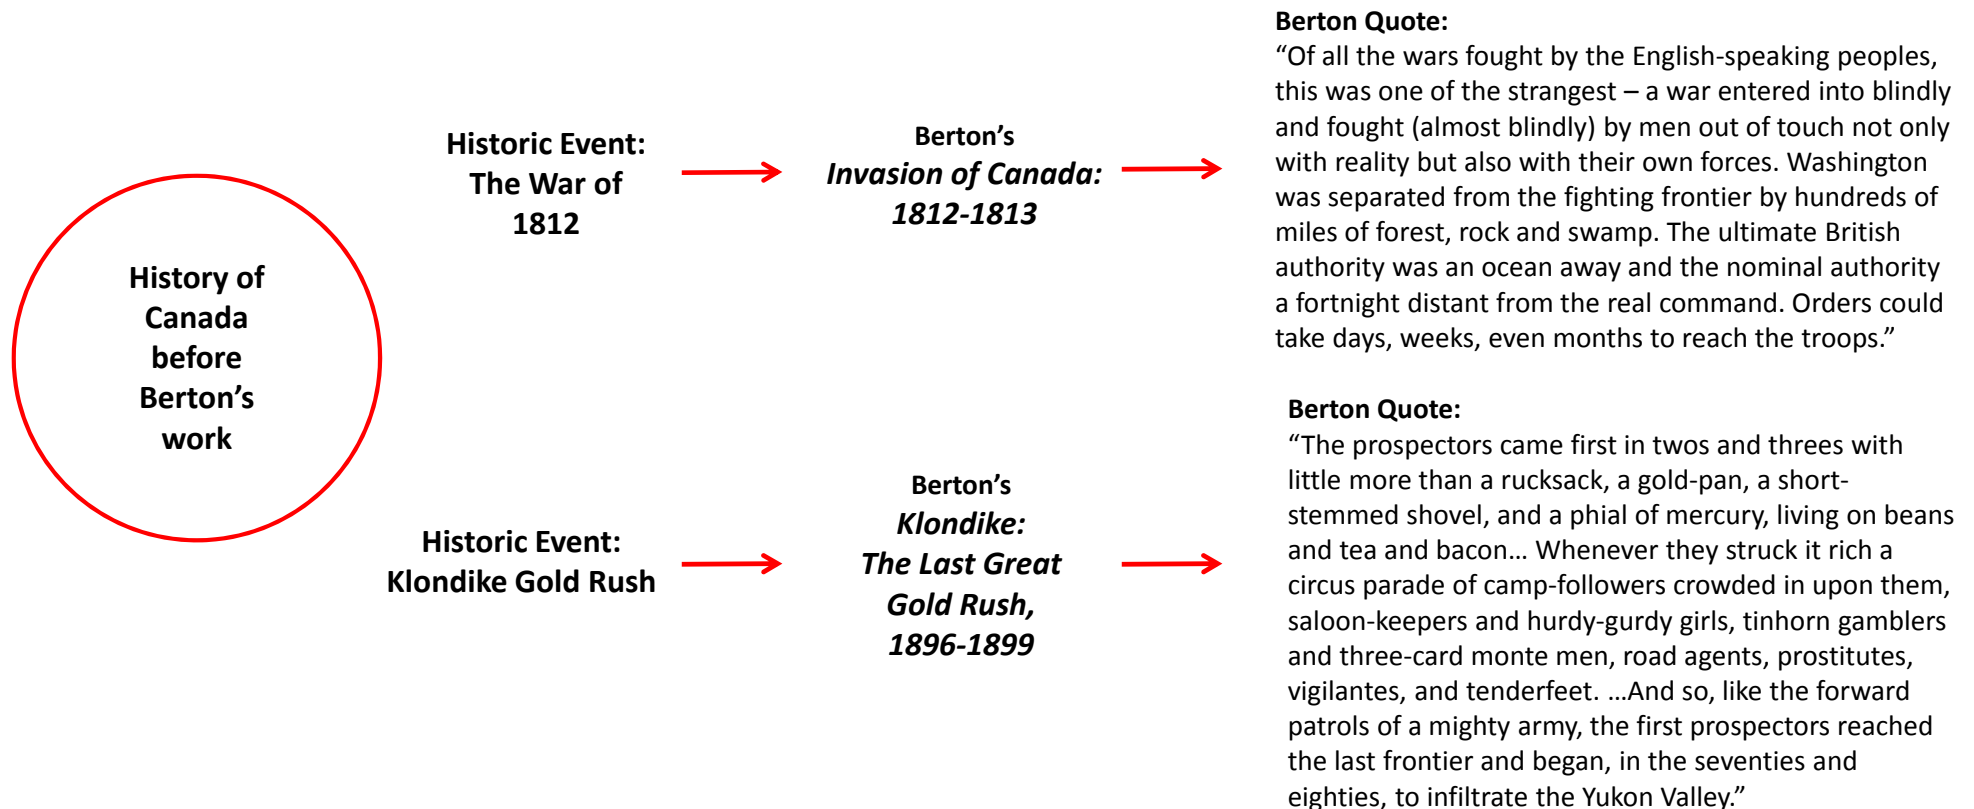 History of
Canada
before
Berton’s
work
Historic Event:
The War of
1812
Berton’s
Invasion of Canada:
1812-1813
Berton Quote:
“Of all the wars fought by the English-speaking peoples,
this was one of the strangest – a war entered into blindly
and fought (almost blindly) by men out of touch not only
with reality but also with their own forces. Washington
was separated from the fighting frontier by hundreds of
miles of forest, rock and swamp. The ultimate British
authority was an ocean away and the nominal authority
a fortnight distant from the real command. Orders could
take days, weeks, even months to reach the troops.”
Historic Event:
Klondike Gold Rush
Berton’s
Klondike:
The Last Great
Gold Rush,
1896-1899
Berton Quote:
“The prospectors came first in twos and threes with
little more than a rucksack, a gold-pan, a short-
stemmed shovel, and a phial of mercury, living on beans
and tea and bacon… Whenever they struck it rich a
circus parade of camp-followers crowded in upon them,
saloon-keepers and hurdy-gurdy girls, tinhorn gamblers
and three-card monte men, road agents, prostitutes,
vigilantes, and tenderfeet. …And so, like the forward
patrols of a mighty army, the first prospectors reached
the last frontier and began, in the seventies and
eighties, to infiltrate the Yukon Valley.”